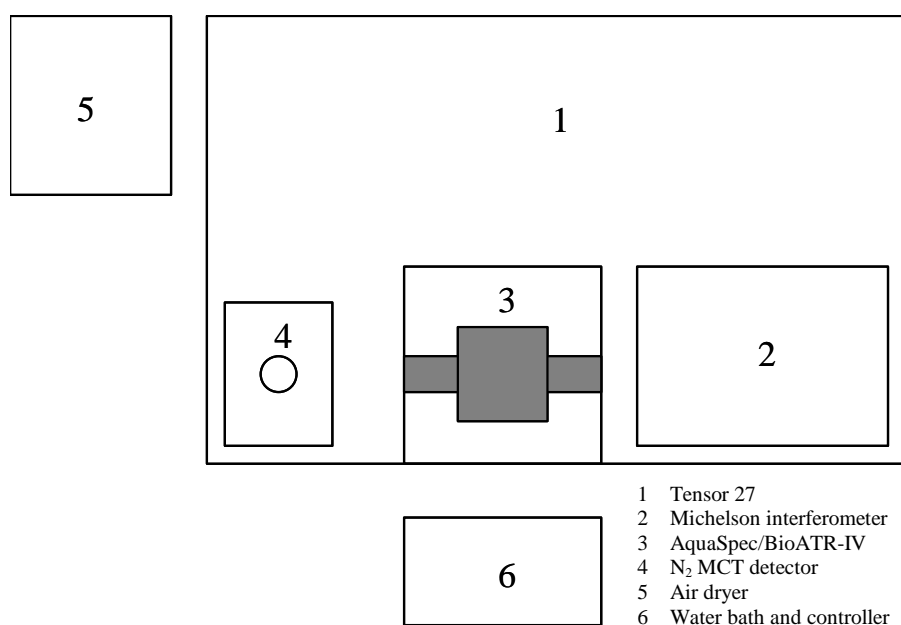 5
1
3
4
2
6
1 Tensor 27
2 Michelson interferometer
3 AquaSpec/BioATR-IV
4 N₂ MCT detector
5 Air dryer
6 Water bath and controller